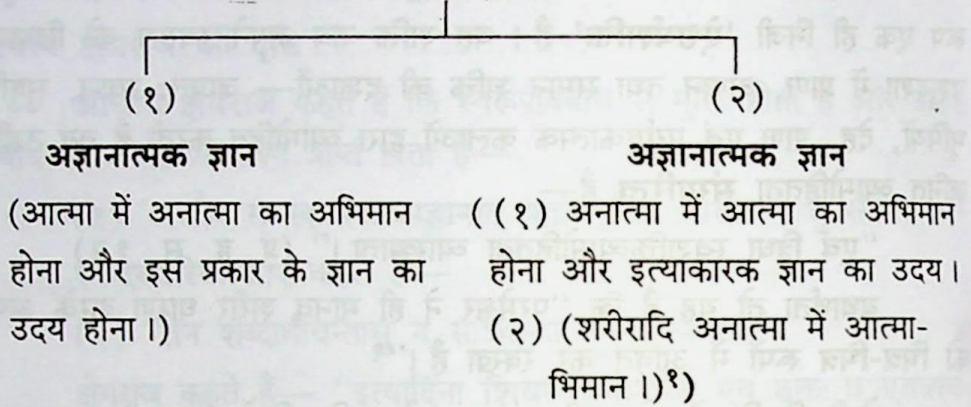 (१)
अज्ञानात्मक ज्ञान
(आत्मा में अनात्मा का अभिमान
होना और इस प्रकार के ज्ञान का
उदय होना।)
(२)
अज्ञानात्मक ज्ञान
((१) अनात्मा में आत्मा का अभिमान
होना और इत्याकारक ज्ञान का उदय।
(२) (शरीरादि अनात्मा में आत्मा-
भिमान।)१)